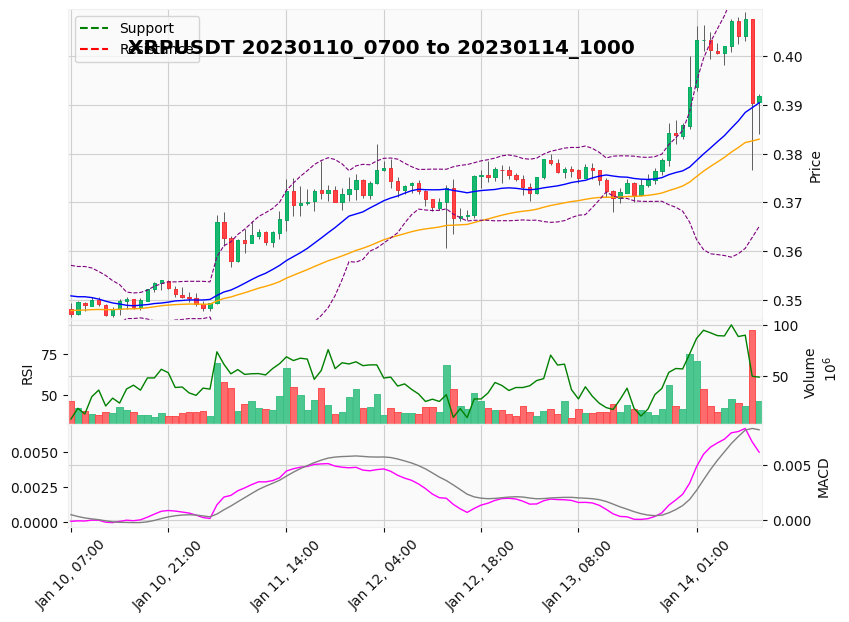 Support
Resistance
XRPUSDT 20230110_0700 to 20230114_1000
0.40
0.39
0.38
0.37
0.36
0.35
Price
75
50
RSI
100
50
Volume
10^6
0.0050
0.0025
0.0000
0.005
0.000
MACD
Jan 10, 07:00
Jan 10, 21:00
Jan 11, 14:00
Jan 12, 04:00
Jan 12, 18:00
Jan 13, 08:00
Jan 14, 01:00